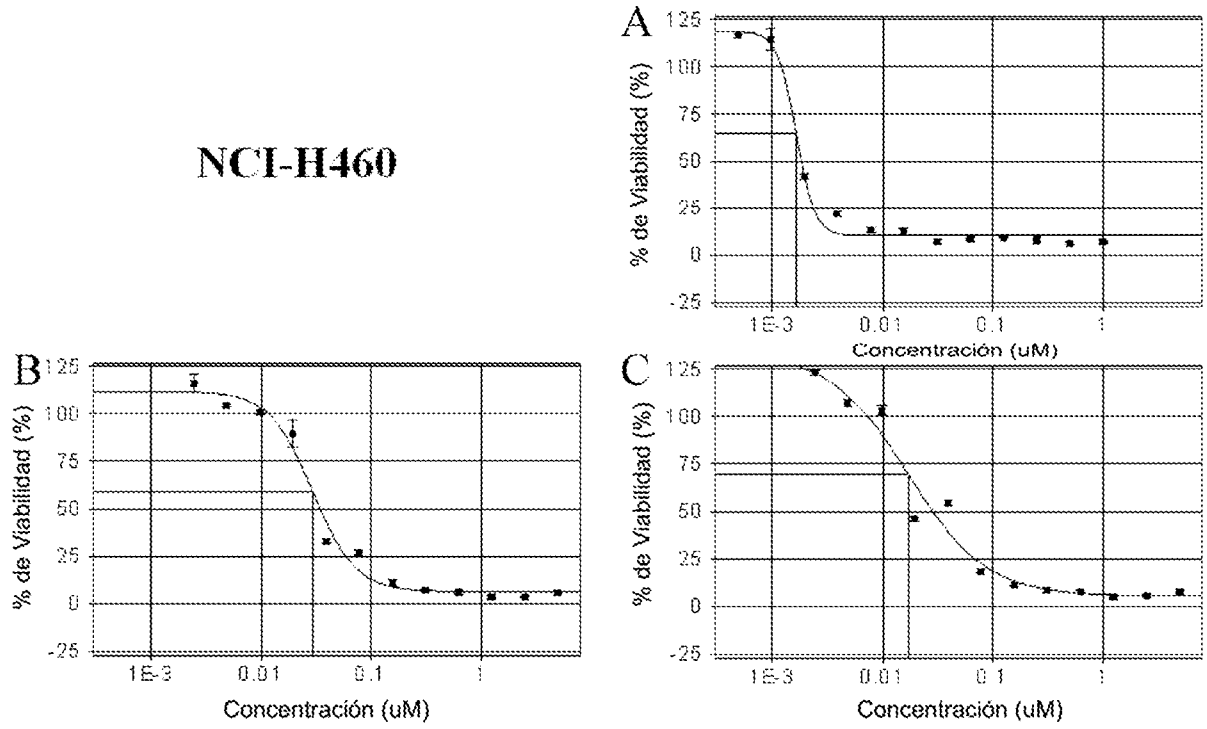 NCI-H460
A
% de Viabilidad (%)
125
100
75
50
25
0
-25
1E-3 0.01 0.1 1
Concentración (uM)
B
% de Viabilidad (%)
125
100
75
50
25
0
-25
1E-3 0.01 0.1 1
Concentración (uM)
C
% de Viabilidad (%)
125
100
75
50
25
0
-25
1E-3 0.01 0.1 1
Concentración (uM)